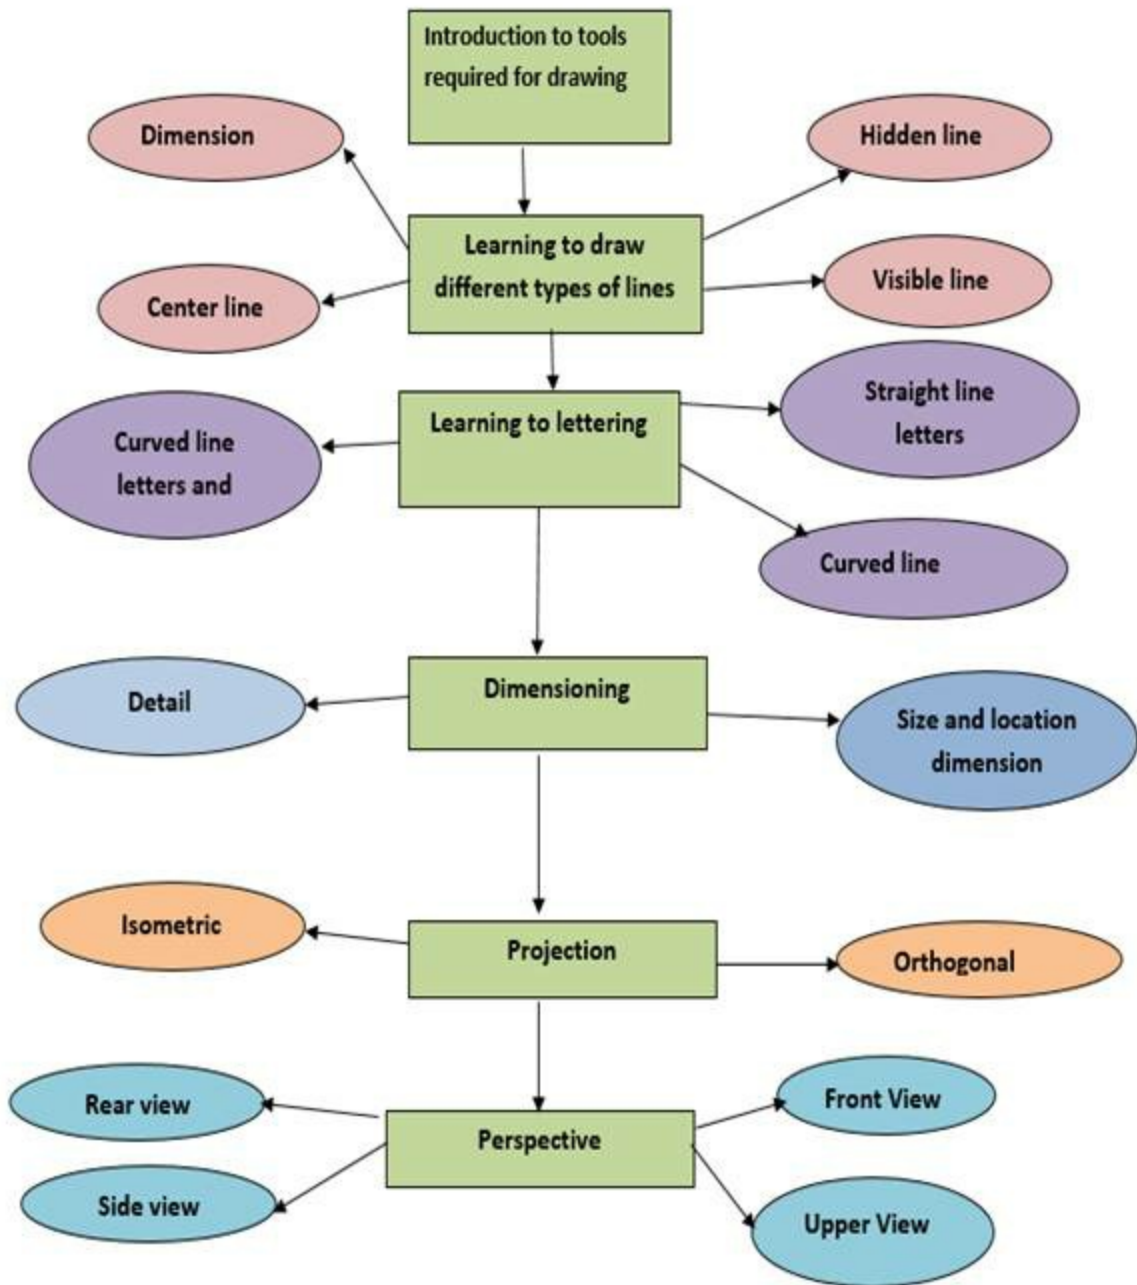 Introduction to tools
required for drawing
Dimension
Hidden line
Learning to draw
different types of lines
Center line
Visible line
Straight line
letters
Learning to lettering
Curved line
letters and
Curved line
Detail
Dimensioning
Size and location
dimension
Isometric
Projection
Orthogonal
Rear view
Front View
Perspective
Side view
Upper View